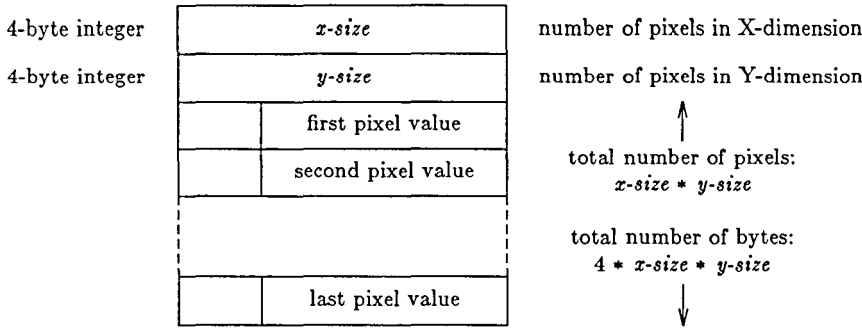 4-byte integer x-size number of pixels in X-dimension
4-byte integer y-size number of pixels in Y-dimension
first pixel value
second pixel value
total number of pixels:
x-size * y-size
total number of bytes:
4 * x-size * y-size
last pixel value